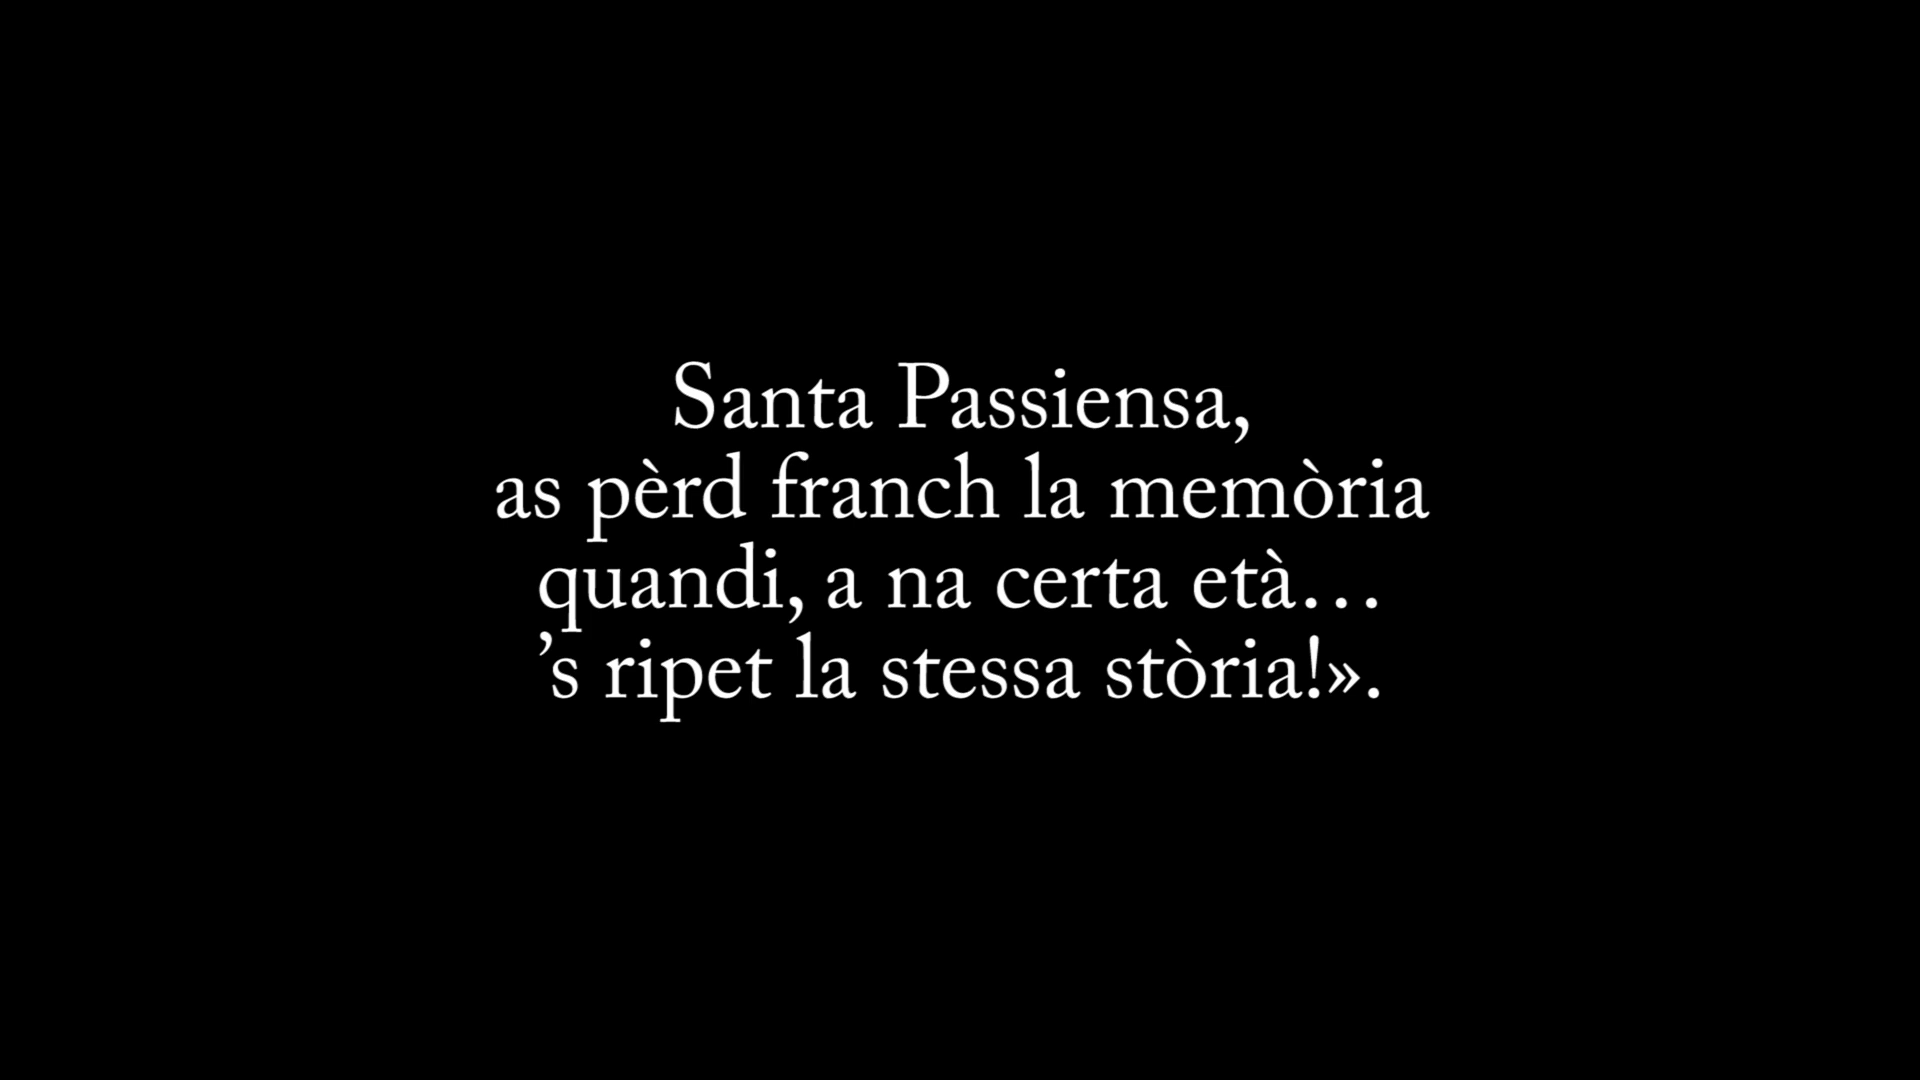 Santa Passiensa,
as pèrd franch la memòria
quandi, a na certa età…
’s ripet la stessa stòria!».